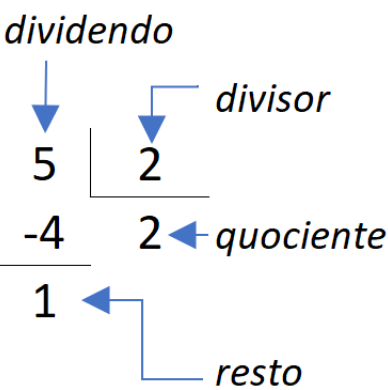 dividendo
divisor
5 2
-4 2 quociente
1
resto